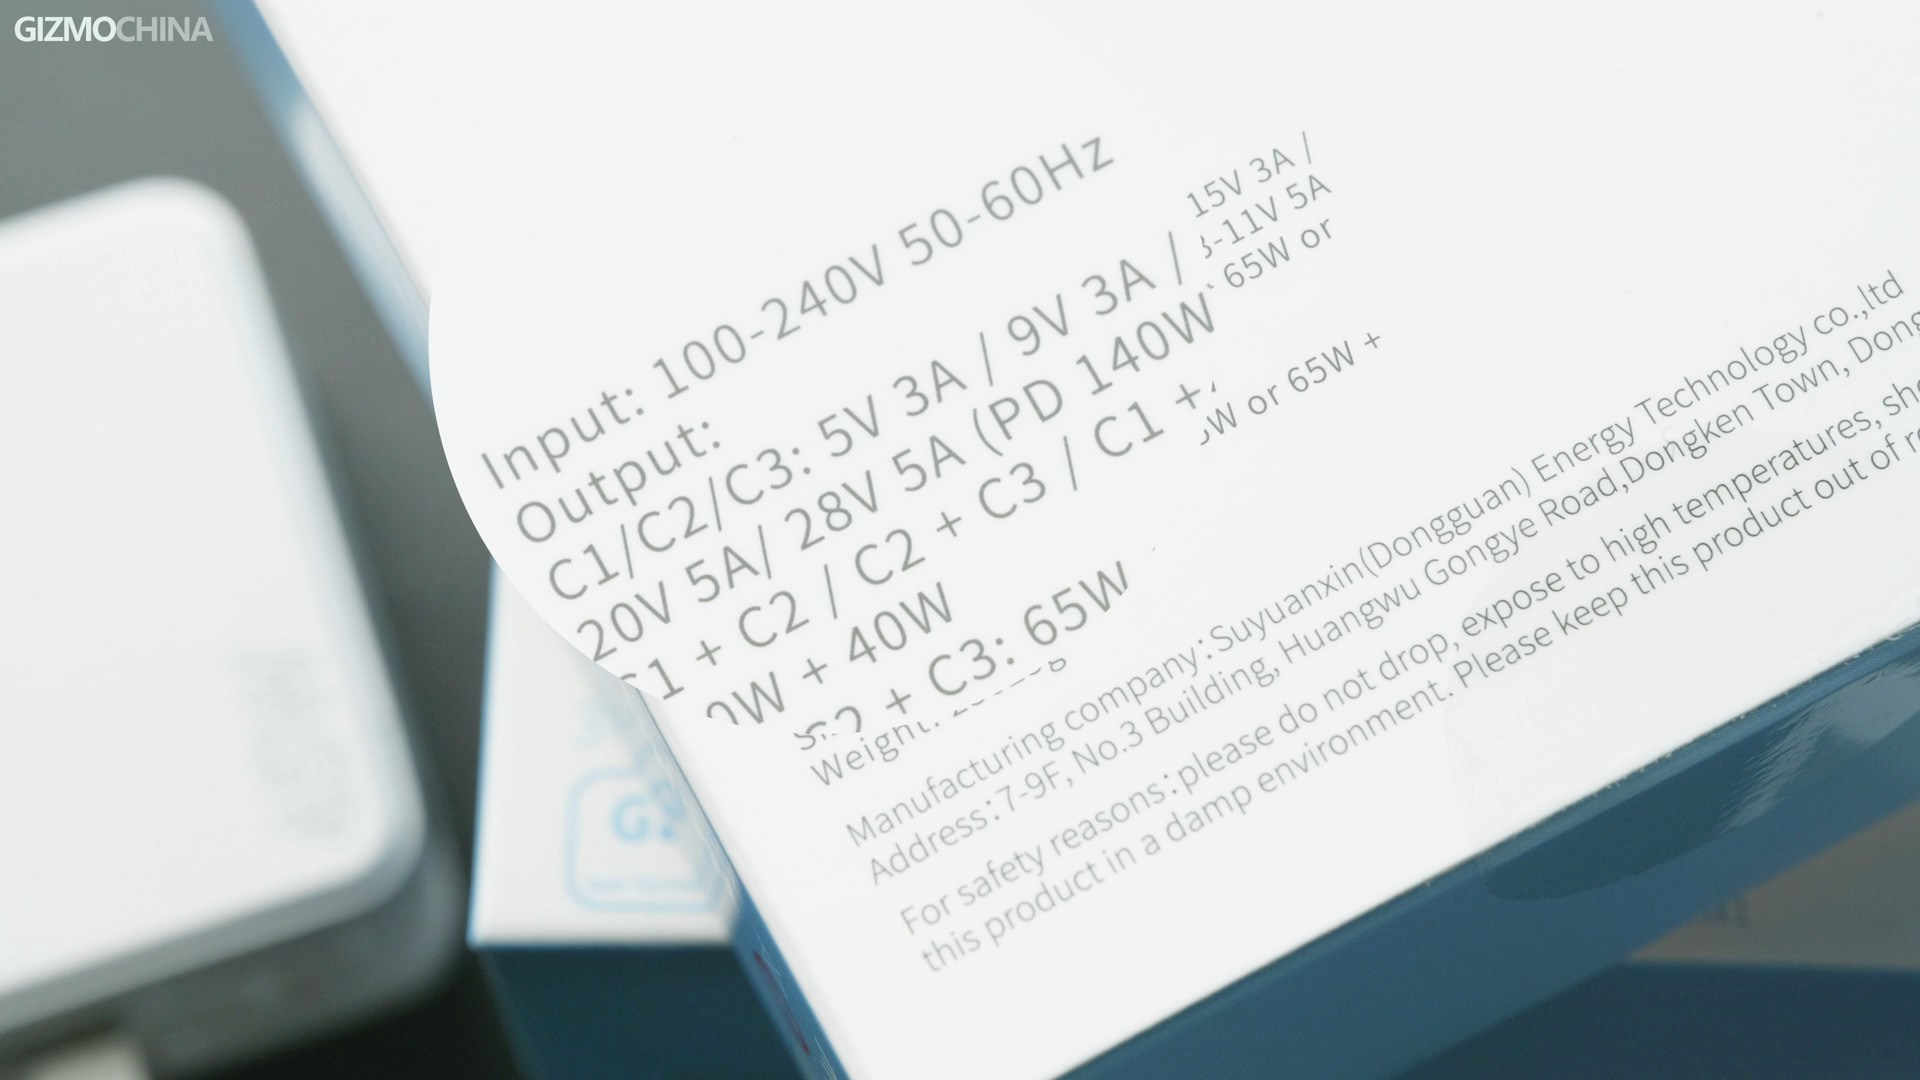 GIZMOCHINA
Input: 100-240V 50-60Hz
Output:
C1/C2/C3: 5V 3A / 9V 3A / 15V 3A /
20V 5A/ 28V 5A (PD 140W -11V 5A
C1 + C2 / C2 + C3 / C1 + 65W or
0W + 40W W or 65W +
C2 + C3: 65W
Weight:
Manufacturing company:Suyuanxin(Dongguan) Energy Technology co.,ltd
Address:7-9F, No.3 Building, Huangwu Gongye Road,Dongken Town, Dong
For safety reasons:please do not drop, expose to high temperatures,
this product in a damp environment. Please keep this product out of